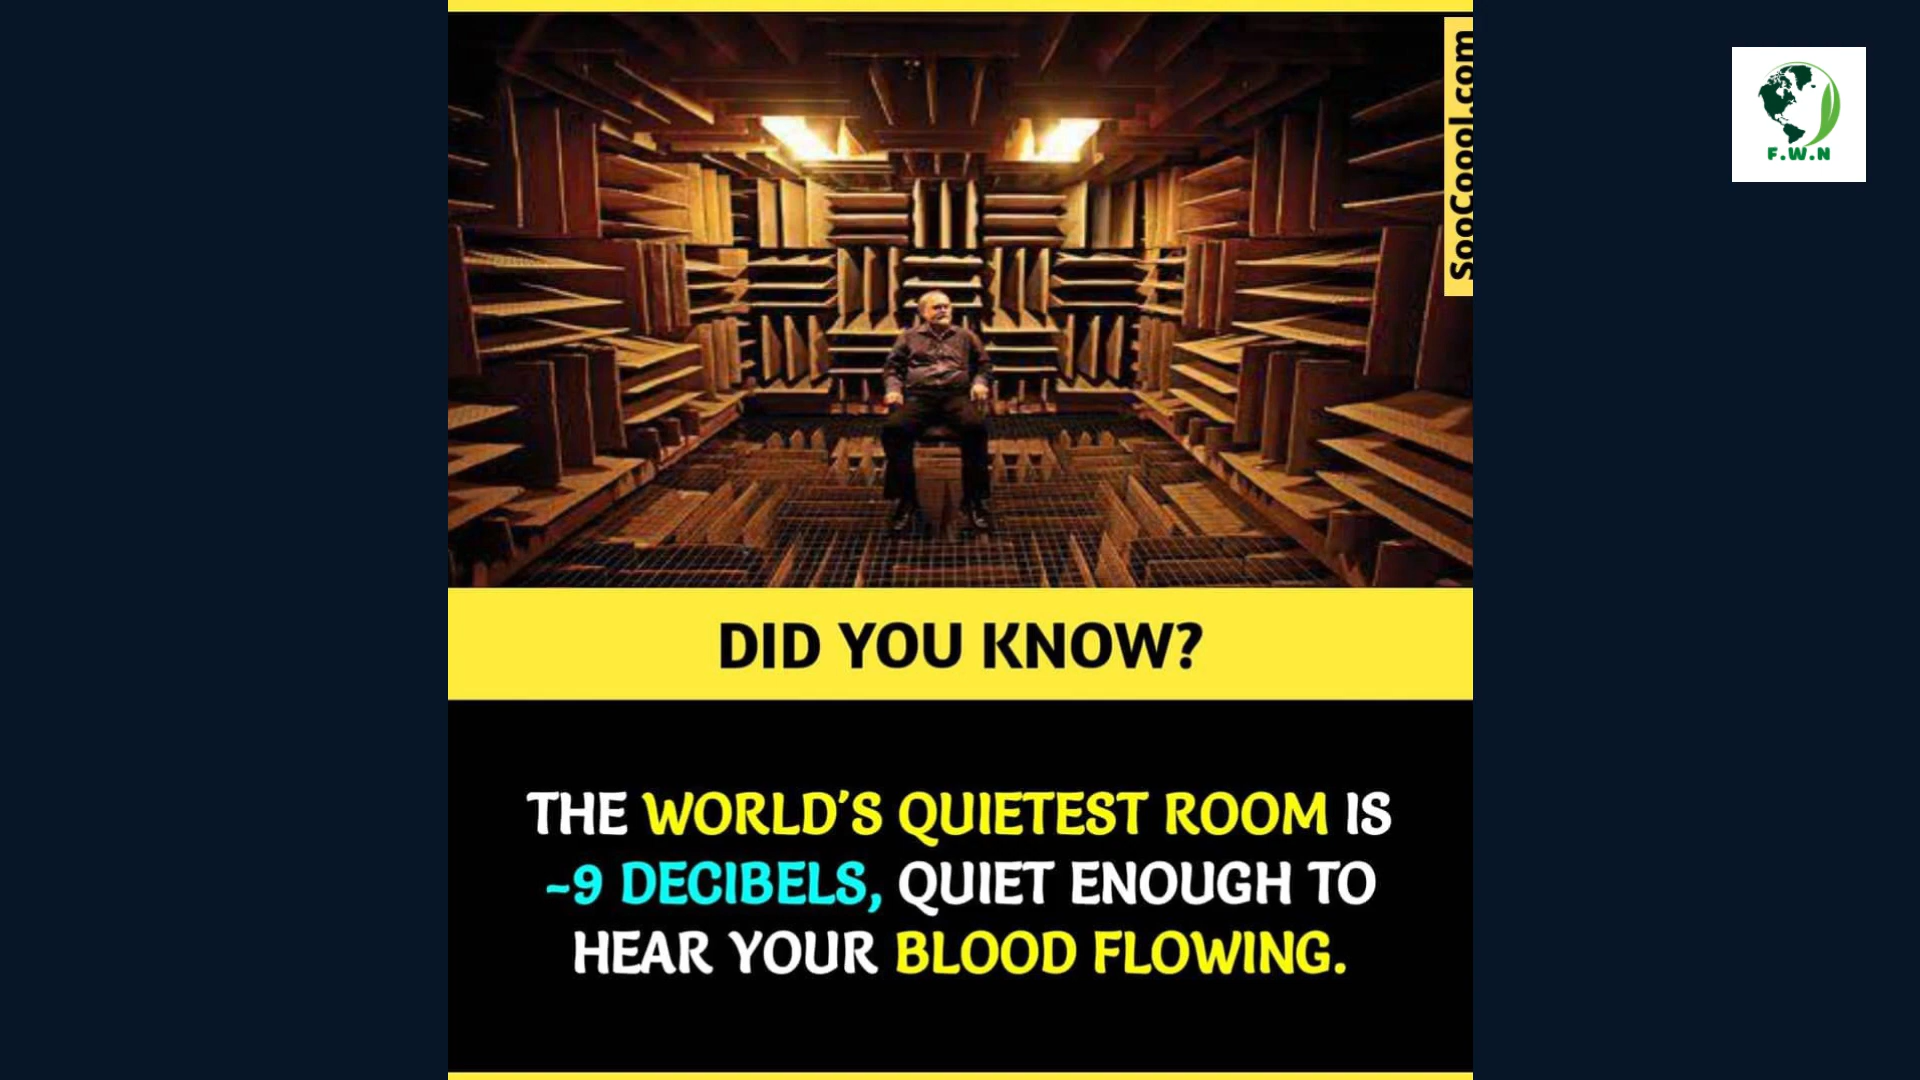 SooCoool.com
F.W.N
DID YOU KNOW?
THE WORLD'S QUIETEST ROOM IS
-9 DECIBELS, QUIET ENOUGH TO
HEAR YOUR BLOOD FLOWING.